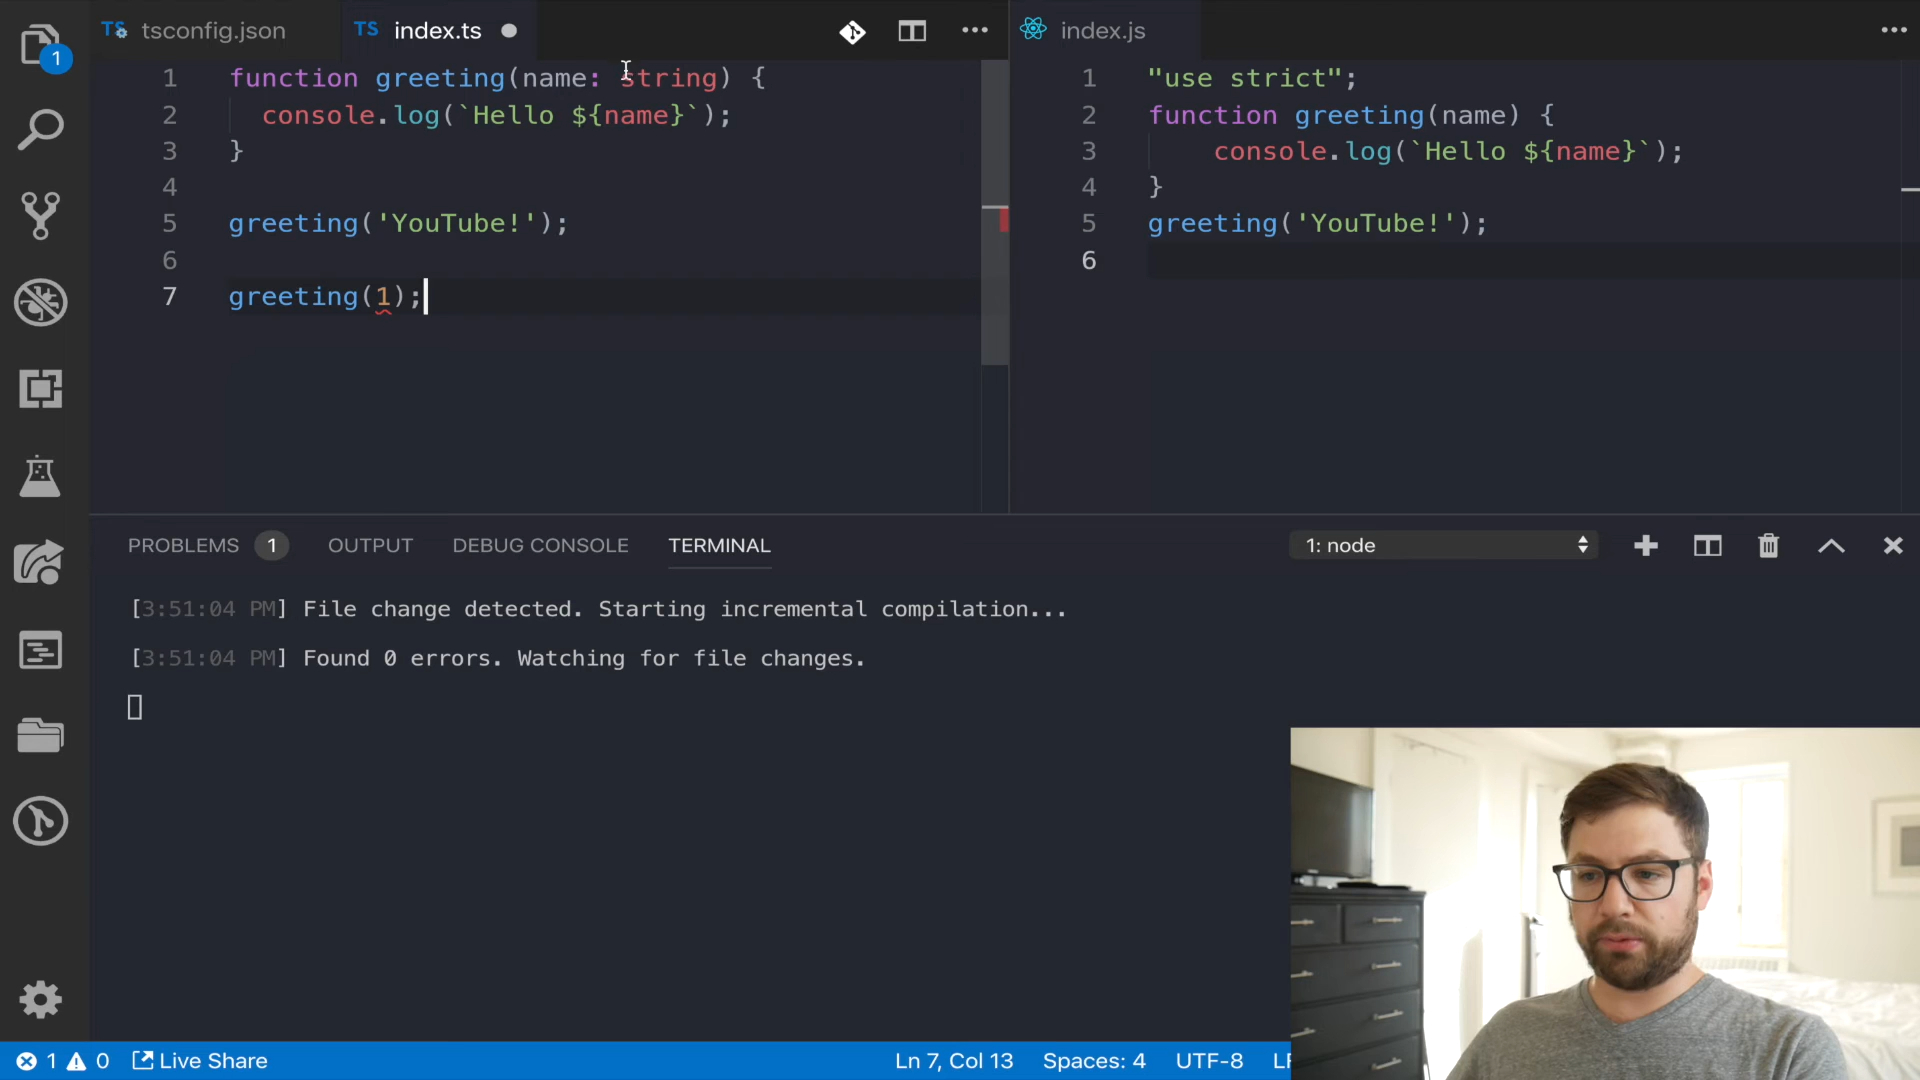 1
TS tsconfig.json
TS index.ts
index.js
1 function greeting(name: string) {
2 console.log(`Hello ${name}`);
3 }
4
5 greeting('YouTube!');
6
7 greeting(1);
1 "use strict";
2 function greeting(name) {
3 console.log(`Hello ${name}`);
4 }
5 greeting('YouTube!');
6
PROBLEMS 1 OUTPUT DEBUG CONSOLE TERMINAL 1: node
[3:51:04 PM] File change detected. Starting incremental compilation...
[3:51:04 PM] Found 0 errors. Watching for file changes.
1 0 Live Share Ln 7, Col 13 Spaces: 4 UTF-8